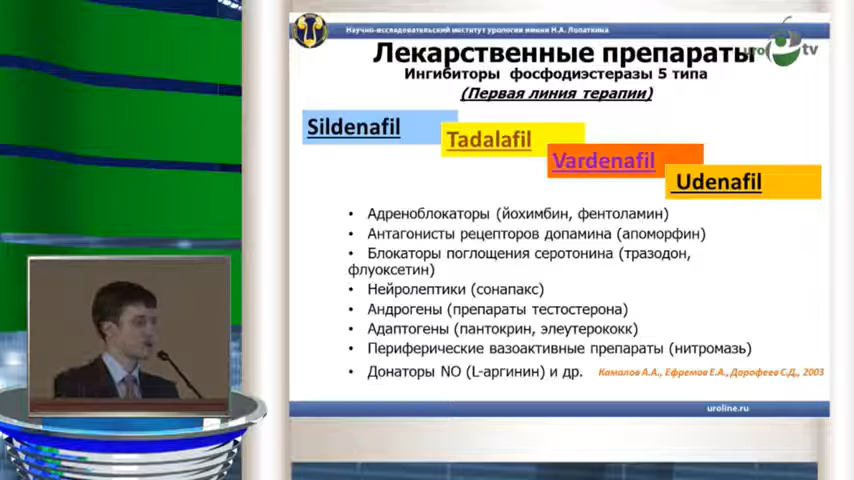 Научно-исследовательский институт урологии имени Н.А. Лопаткина
Лекарственные препараты
uro tv
Ингибиторы фосфодиэстеразы 5 типа
(Первая линия терапии)
Sildenafil
Tadalafil
Vardenafil
Udenafil
• Адреноблокаторы (йохимбин, фентоламин)
• Антагонисты рецепторов допамина (апоморфин)
• Блокаторы поглощения серотонина (тразодон,
флуоксетин)
• Нейролептики (сонапакс)
• Андрогены (препараты тестостерона)
• Адаптогены (пантокрин, элеутерококк)
• Периферические вазоактивные препараты (нитромазь)
• Донаторы NO (L-аргинин) и др.
Камалов А.А., Ефремов Е.А., Дорофеев С.Д., 2003
uroline.ru